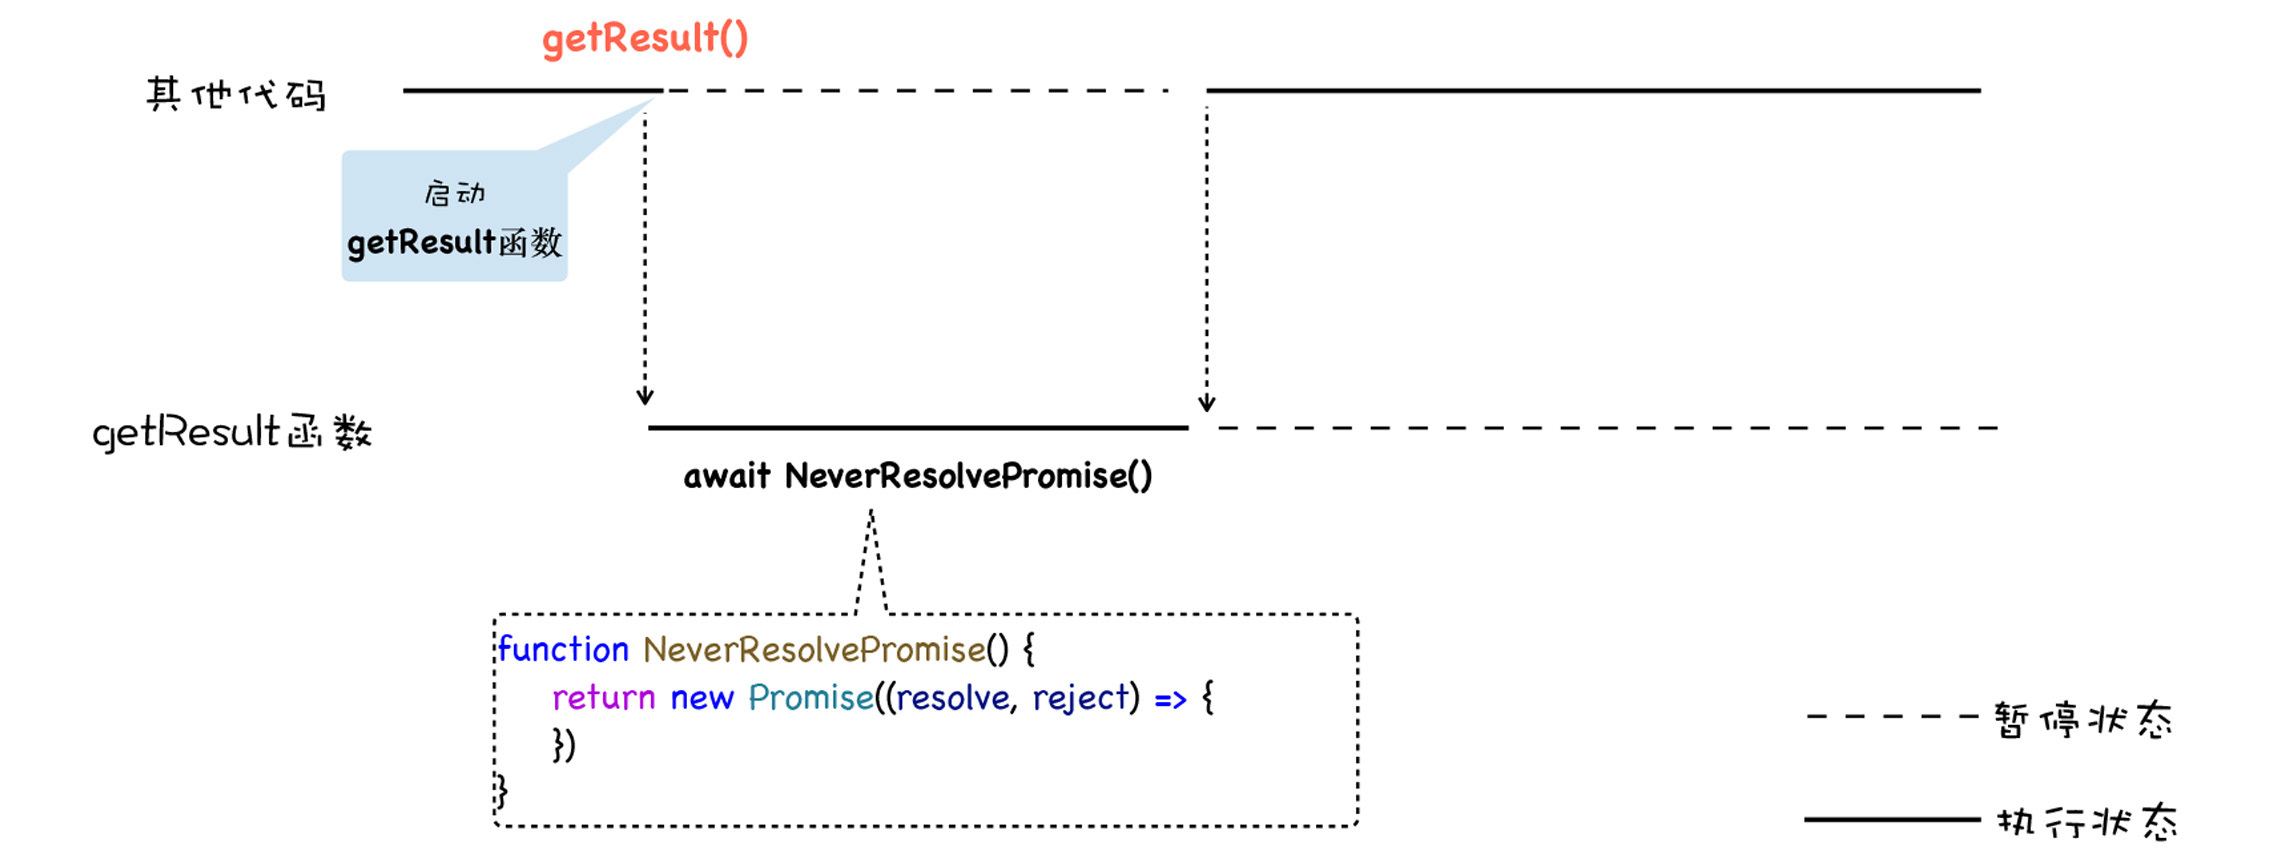 getResult()
其他代码
启动
getResult函数
getResult函数
await NeverResolvePromise()
function NeverResolvePromise() {
return new Promise((resolve, reject) => {
})
}
暂停状态
执行状态